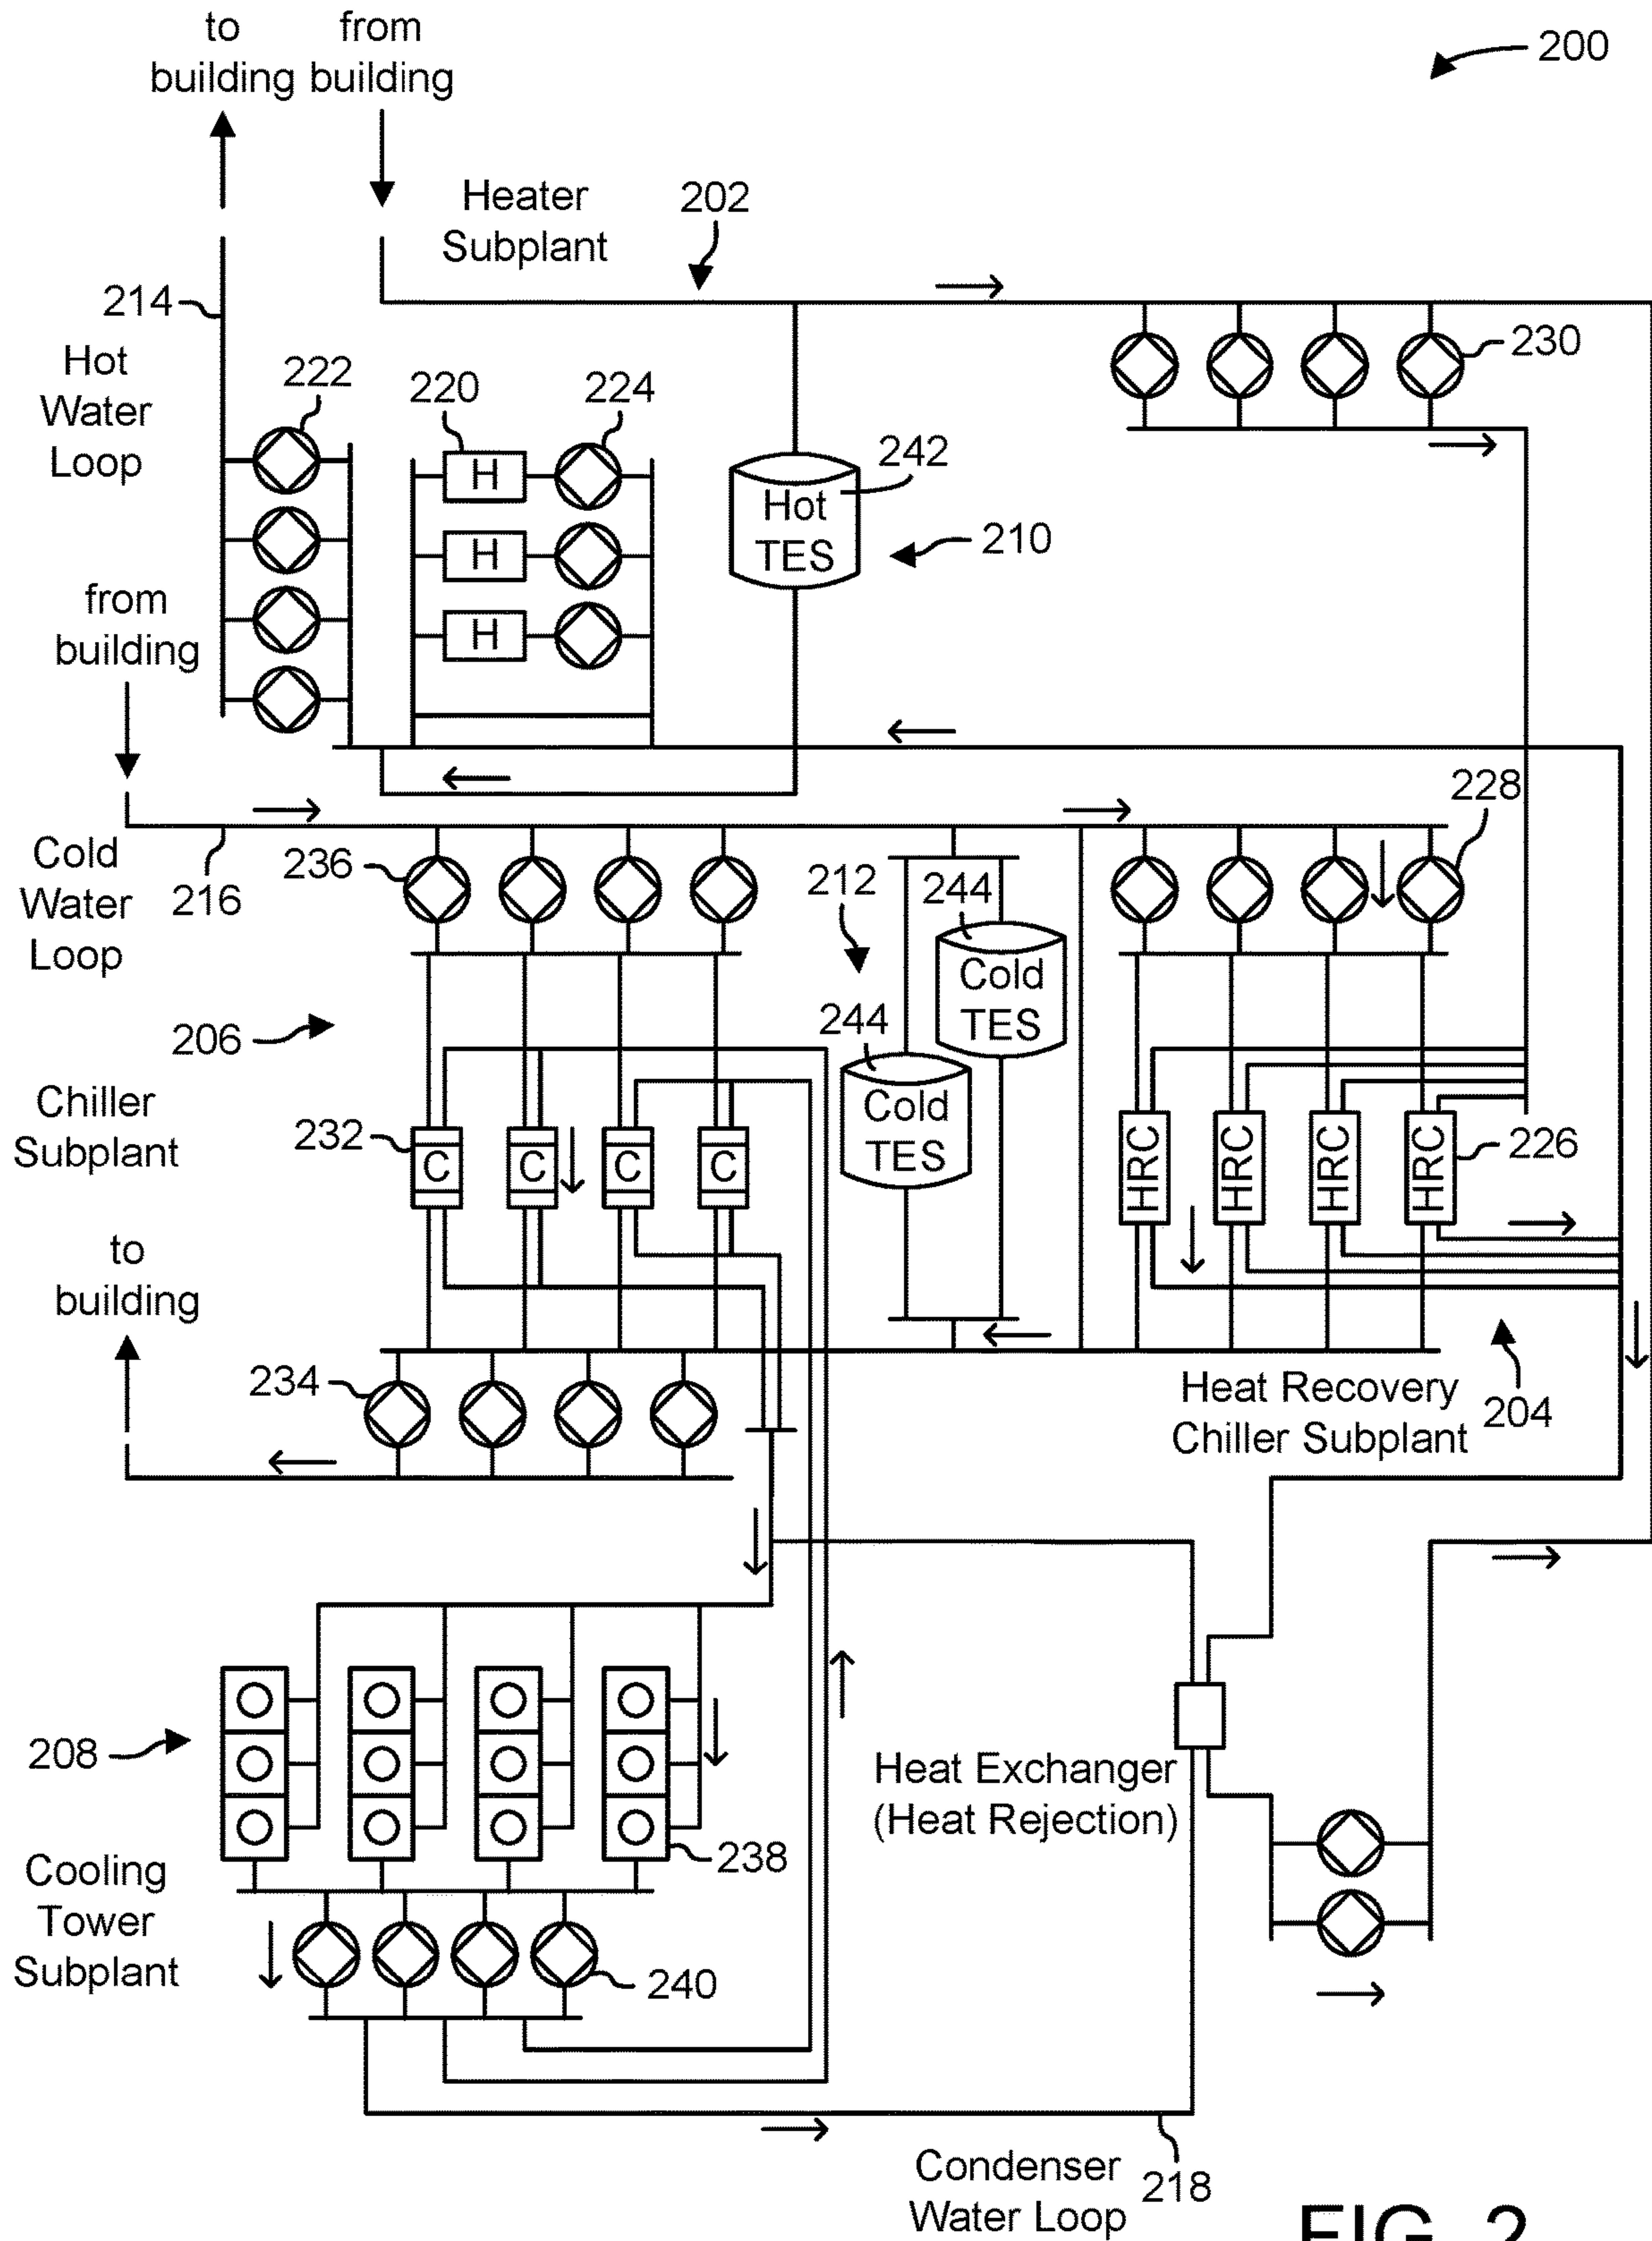 to
building
from
building
200
Heater
Subplant
202
214
Hot
Water
Loop
222
220
224
230
H
H
H
Hot
TES
242
210
from
building
228
Cold
Water
Loop
216
236
212
244
Cold
TES
244
Cold
TES
206
Chiller
Subplant
232
C
C
C
C
HRC
HRC
HRC
HRC
226
to
building
234
Heat Recovery
Chiller Subplant
204
208
Heat Exchanger
(Heat Rejection)
238
Cooling
Tower
Subplant
240
Condenser
Water Loop
218
FIG. 2